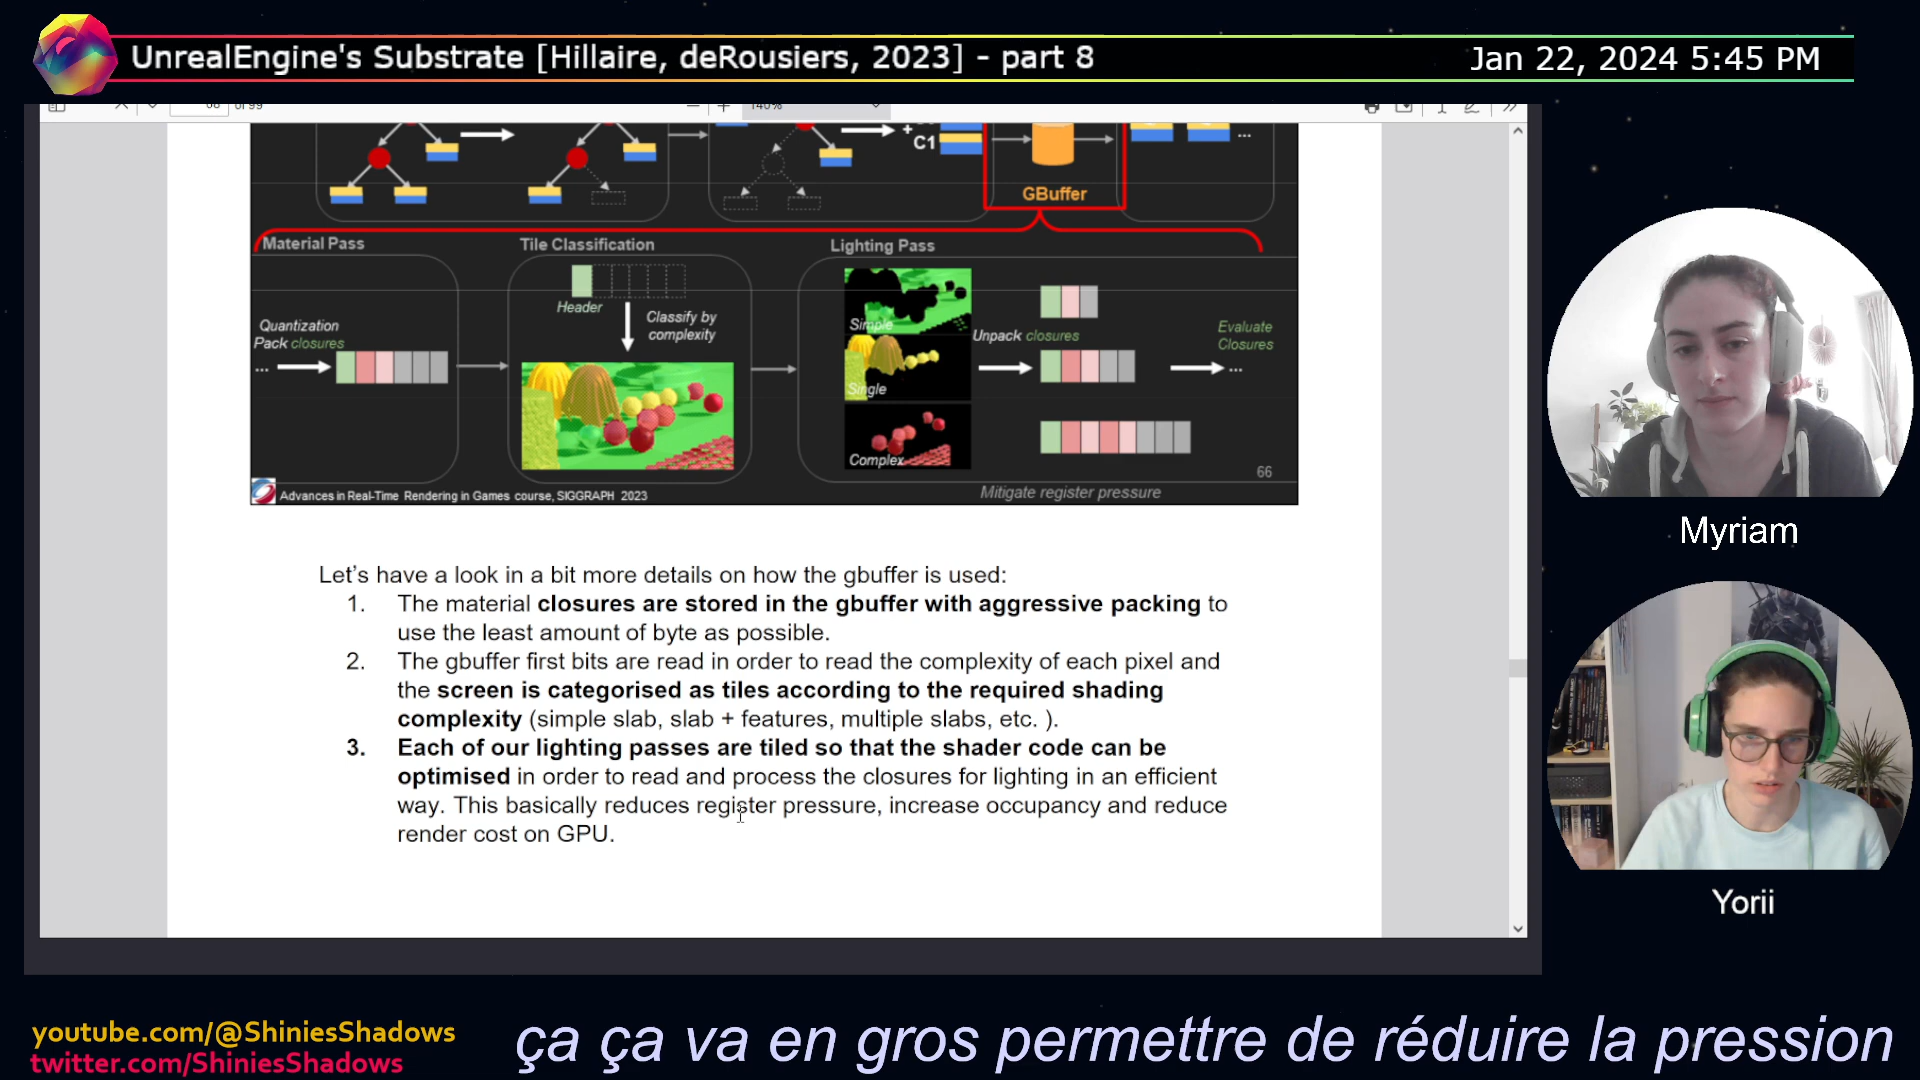 UnrealEngine's Substrate [Hillaire, deRousiers, 2023] - part 8
Jan 22, 2024 5:45 PM
of 99
140%
+
C1
...
GBuffer
Material Pass
Tile Classification
Lighting Pass
Header
Quantization
Pack closures
...
Classify by
complexity
Simple
Single
Complex
Unpack closures
Evaluate
Closures
...
66
Advances in Real-Time Rendering in Games course, SIGGRAPH 2023
Mitigate register pressure
Let's have a look in a bit more details on how the gbuffer is used:
1. The material closures are stored in the gbuffer with aggressive packing to
use the least amount of byte as possible.
2. The gbuffer first bits are read in order to read the complexity of each pixel and
the screen is categorised as tiles according to the required shading
complexity (simple slab, slab + features, multiple slabs, etc. ).
3. Each of our lighting passes are tiled so that the shader code can be
optimised in order to read and process the closures for lighting in an efficient
way. This basically reduces register pressure, increase occupancy and reduce
render cost on GPU.
Myriam
Yorii
youtube.com/@ShiniesShadows
twitter.com/ShiniesShadows
ça ça va en gros permettre de réduire la pression